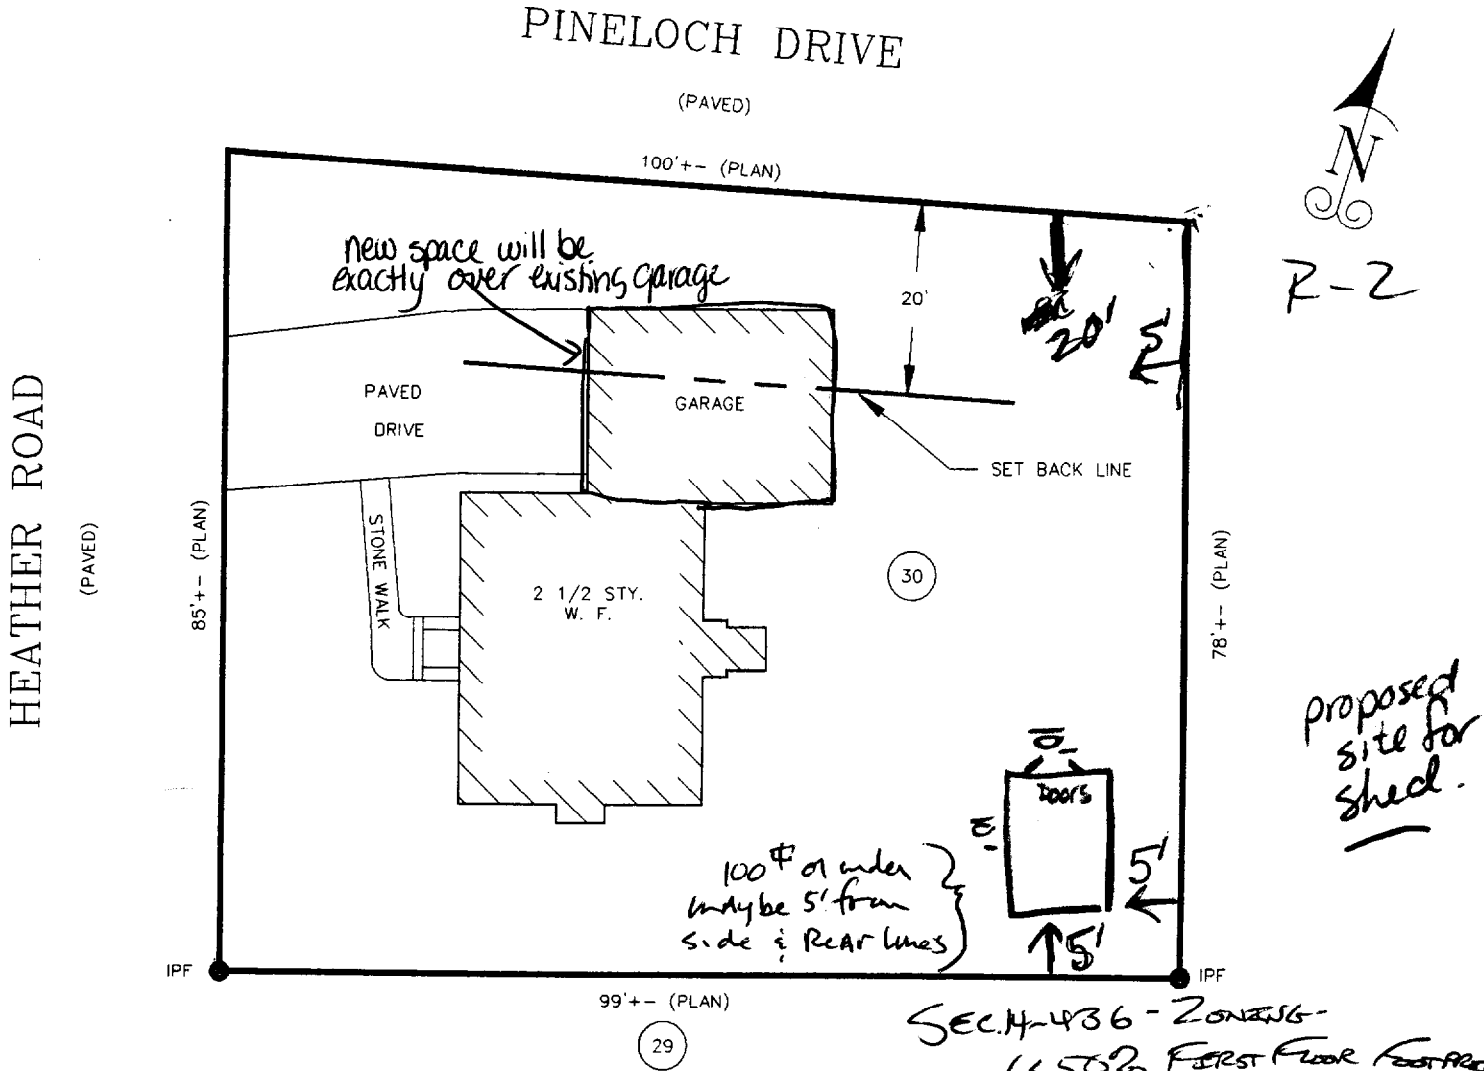 PINELOCH DRIVE
(PAVED)
100'+- (PLAN)
N
R-2
new space will be
exactly over existing garage
20'
20'
5'
PAVED
DRIVE
GARAGE
SET BACK LINE
HEATHER ROAD
(PAVED)
85'+- (PLAN)
STONE WALK
2 1/2 STY.
W. F.
30
78'+- (PLAN)
proposed
site for
shed.
Doors
100 or under
may be 5' from
side & Rear lines
5'
5'
IPF
IPF
99'+- (PLAN)
29
SEC.14-436-ZONING-
50% FIRST FLOOR